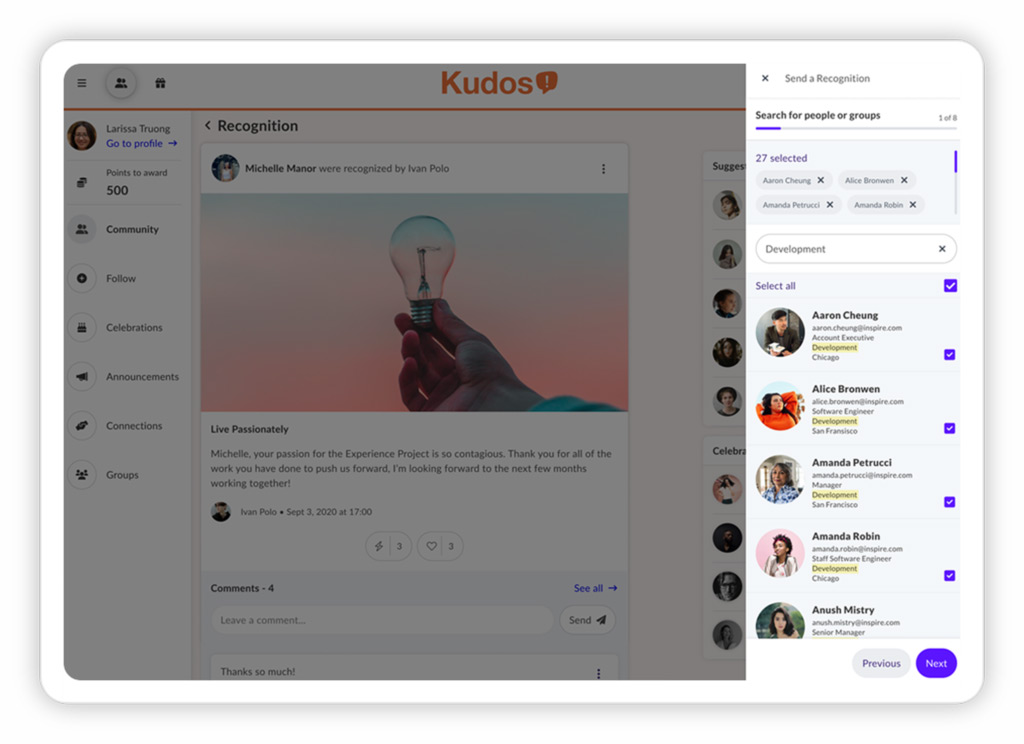 Kudos!
Larissa Truong
Go to profile →
Points to award
500
Community
Follow
Celebrations
Announcements
Connections
Groups
Recognition
Michelle Manor were recognized by Ivan Polo
Live Passionately
Michelle, your passion for the Experience Project is so contagious. Thank you for all of the
work you have done to push us forward, I'm looking forward to the next few months
working together!
Ivan Polo • Sept 3, 2020 at 17:00
3
3
Comments - 4
See all →
Leave a comment...
Send
Thanks so much!
Send a Recognition
Search for people or groups
1 of 8
27 selected
Aaron Cheung
Alice Bronwen
Amanda Petrucci
Amanda Robin
Development
Select all
Aaron Cheung
aaron.cheung@inspire.com
Account Executive
Development
Chicago
Alice Bronwen
alice.bronwen@inspire.com
Software Engineer
Development
San Fransisco
Amanda Petrucci
amanda.petrucci@inspire.com
Manager
Development
San Francisco
Amanda Robin
amanda.robin@inspire.com
Staff Software Engineer
Development
Chicago
Anush Mistry
anush.mistry@inspire.com
Senior Manager
Previous
Next